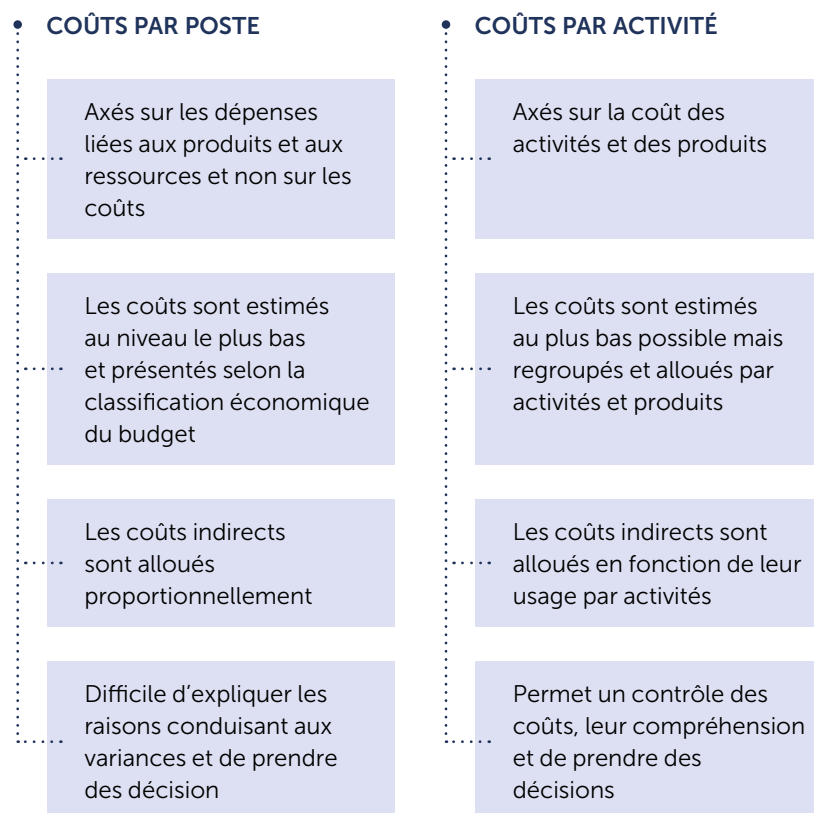 COÛTS PAR POSTE
Axés sur les dépenses
liées aux produits et aux
ressources et non sur les
coûts
Les coûts sont estimés
au niveau le plus bas
et présentés selon la
classification économique
du budget
Les coûts indirects
sont alloués
proportionnellement
Difficile d’expliquer les
raisons conduisant aux
variances et de prendre
des décision
COÛTS PAR ACTIVITÉ
Axés sur la coût des
activités et des produits
Les coûts sont estimés
au plus bas possible mais
regroupés et alloués par
activités et produits
Les coûts indirects sont
alloués en fonction de leur
usage par activités
Permet un contrôle des
coûts, leur compréhension
et de prendre des
décisions